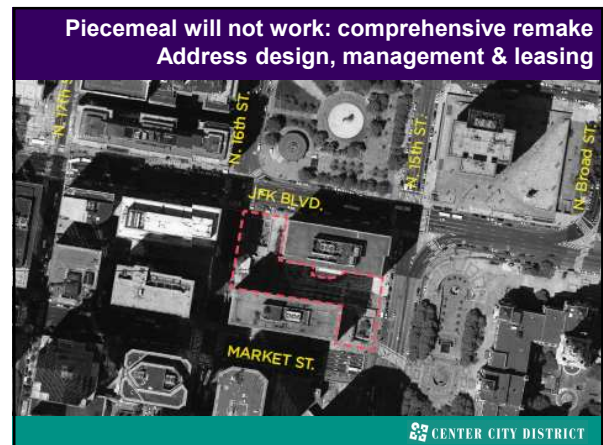 Piecemeal will not work: comprehensive remake
Address design, management & leasing
N. 17th S
N. 16th ST.
N. 15th ST.
N. Broad ST.
JFK BLVD.
MARKET ST.
CENTER CITY DISTRICT